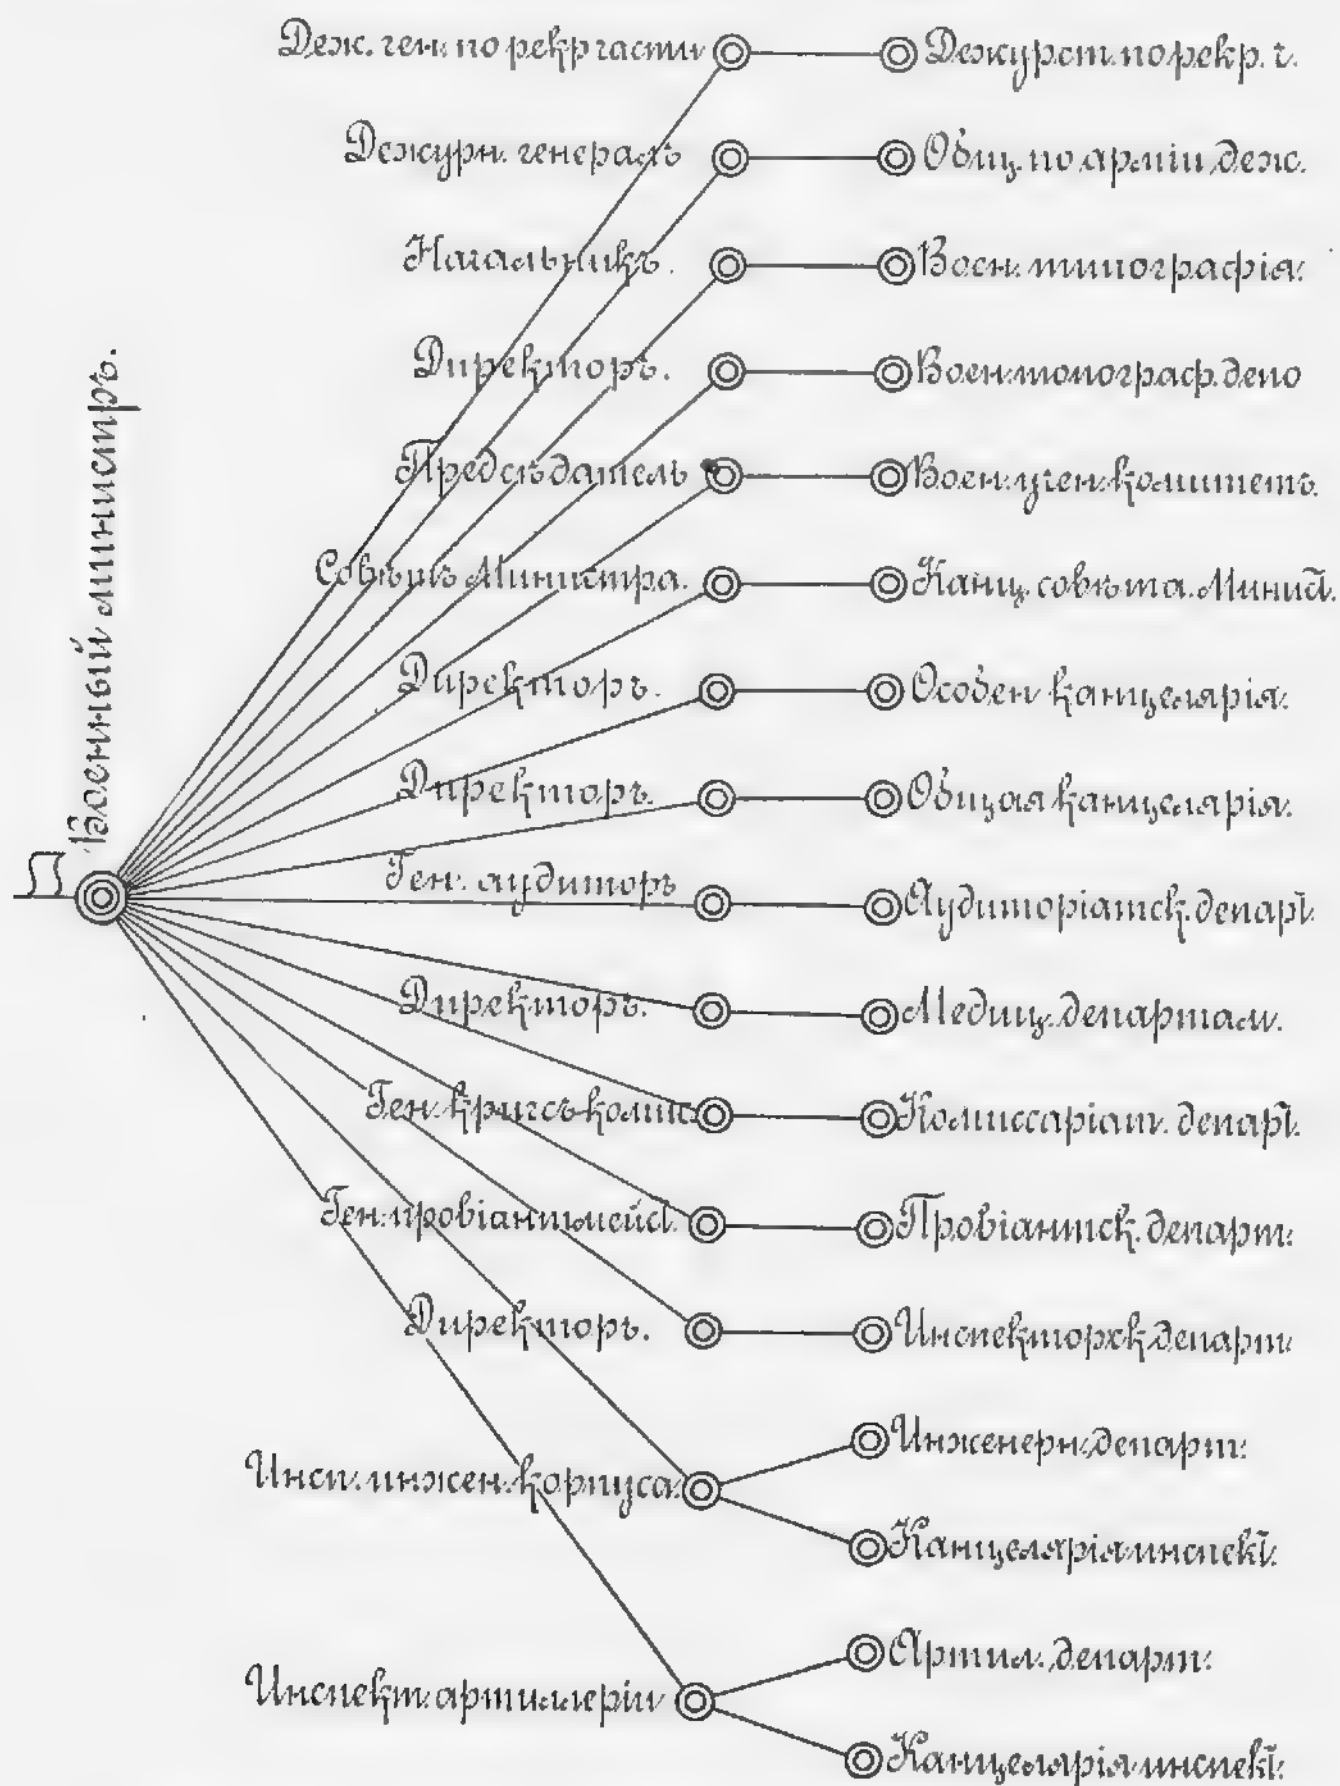 Деж. ген. по рекр части
Дежурст. по рекр. ч.
Дежурн. генералъ
Общ. по арміи деж.
Начальникъ.
Воен. типографія.
Директоръ.
Воен. топограф. депо
Предсѣдатель
Воен. учен. комитетъ.
Совѣтъ Министра.
Канц. совѣта. Минист.
Директоръ.
Особен канцелярія.
Директоръ.
Общая канцелярія.
Ген. аудиторъ
Аудиторіатск. департ.
Директоръ.
Медиц. департам.
Ген. кригсъ комис.
Комиссаріат. департ.
Ген. провіантмейст.
Провіантск. департ.
Директоръ.
Инспекторск департ.
Инсп. инжен. корпуса.
Инженерн. департ.
Канцелярія инспект.
Инспект. артиллеріи
Артил. департ.
Канцелярія инспект.
Военный министръ.